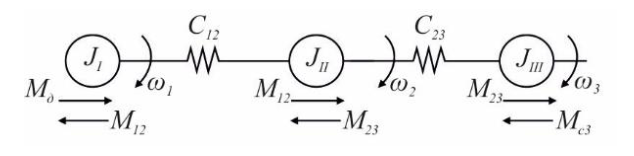 C12 C23
JI JII JIII
ω1 ω2 ω3
Mд M12 M23
M12 M23 Mc3